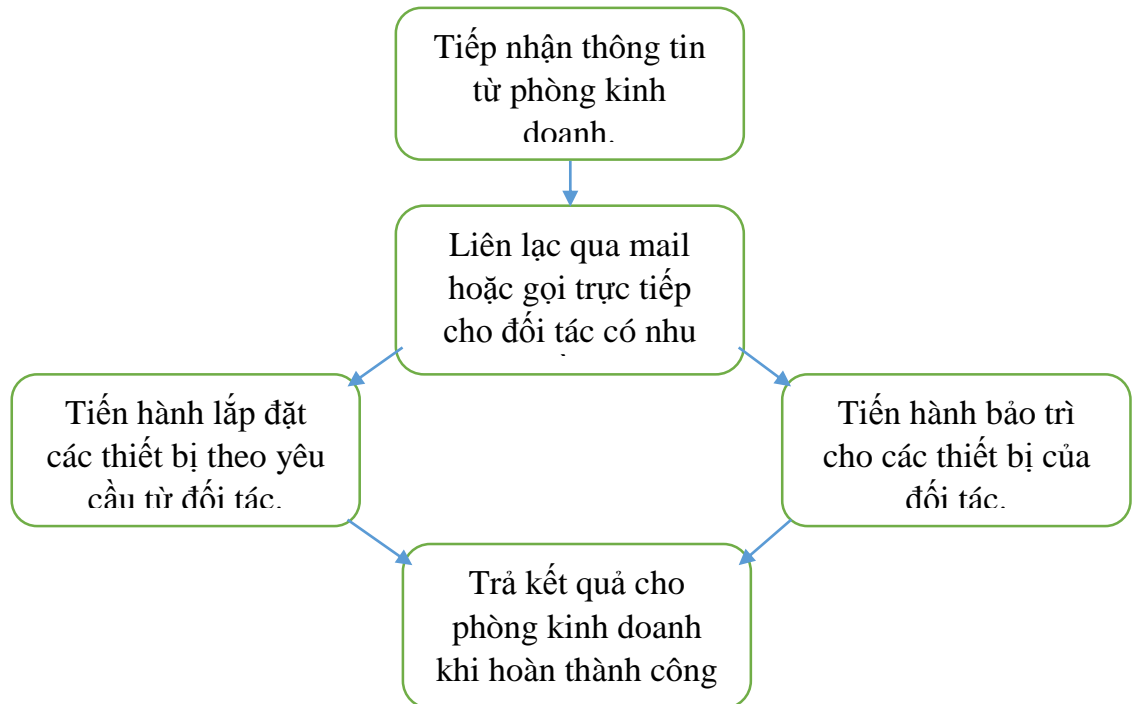 Tiếp nhận thông tin
từ phòng kinh
doanh.
Liên lạc qua mail
hoặc gọi trực tiếp
cho đối tác có nhu
Tiến hành lắp đặt
các thiết bị theo yêu
cầu từ đối tác.
Tiến hành bảo trì
cho các thiết bị của
đối tác.
Trả kết quả cho
phòng kinh doanh
khi hoàn thành công